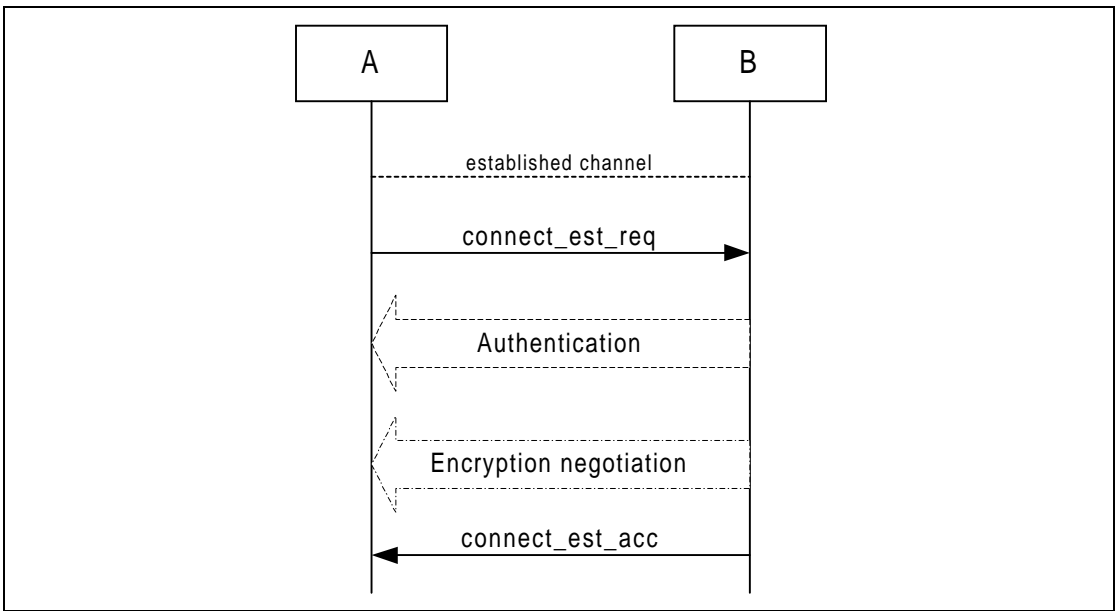 A
B
established channel
connect_est_req
Authentication
Encryption negotiation
connect_est_acc